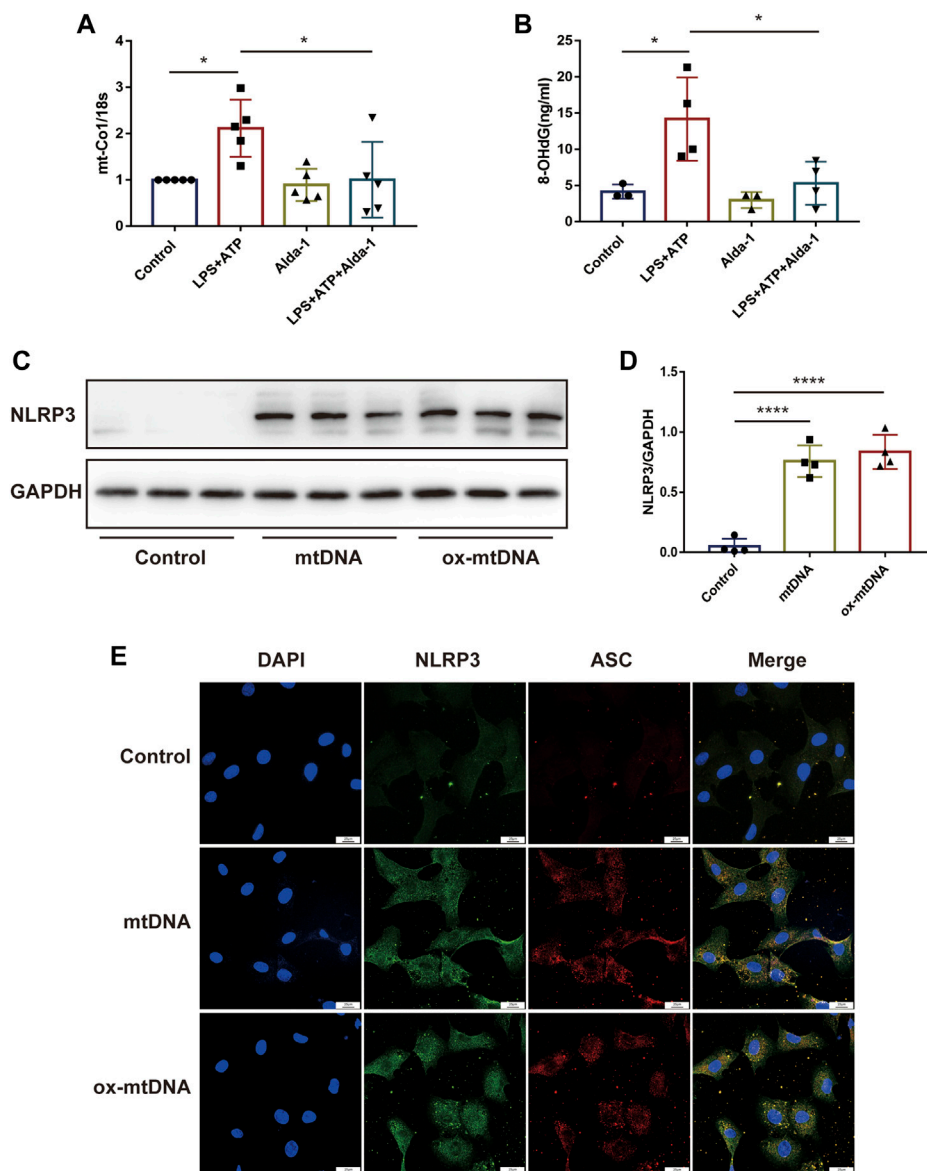 A
mt-Co1/18s
4
3
2
1
0
*
*
Control
LPS+ATP
Alda-1
LPS+ATP+Alda-1
B
8-OHdG(ng/ml)
25
20
15
10
5
0
*
*
Control
LPS+ATP
Alda-1
LPS+ATP+Alda-1
C
NLRP3
GAPDH
Control
mtDNA
ox-mtDNA
D
NLRP3/GAPDH
1.5
1.0
0.5
0.0
****
****
Control
mtDNA
ox-mtDNA
E
DAPI
NLRP3
ASC
Merge
Control
mtDNA
ox-mtDNA